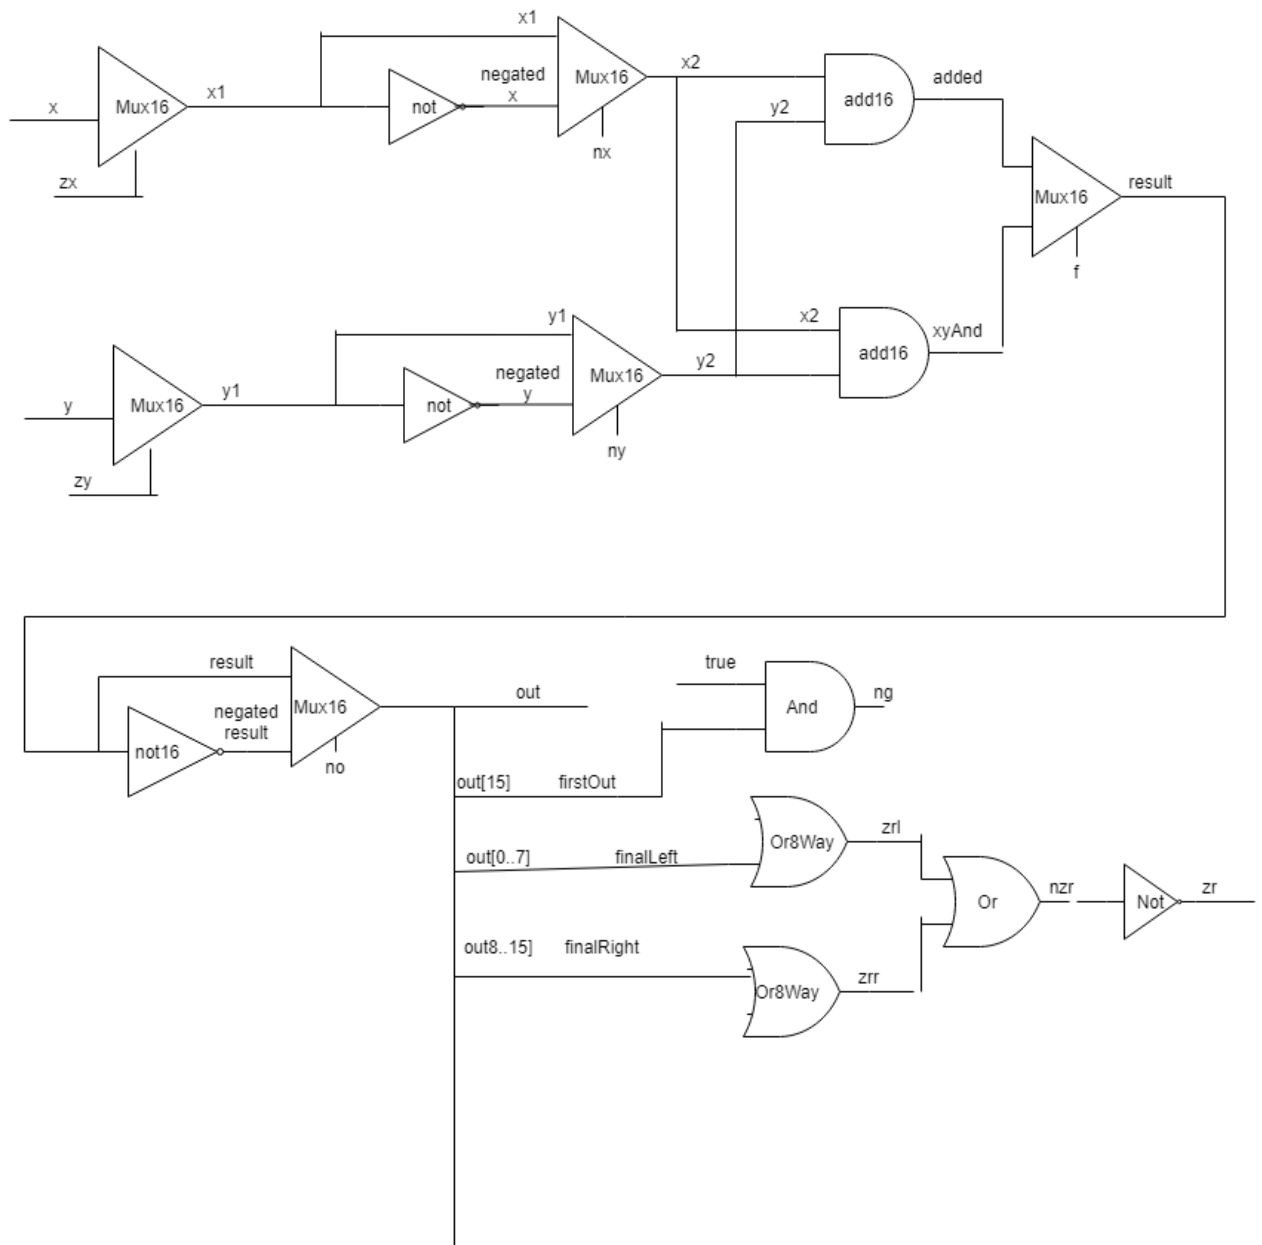 x1
x2
negated
x
Mux16
added
x
Mux16
x1
not
nx
y2
add16
zx
Mux16
result
f
y1
x2
xyAnd
negated
y
Mux16
y2
add16
y
Mux16
y1
not
ny
zy
result
true
negated
result
Mux16
out
And
ng
not16
no
out[15]
firstOut
out[0..7]
finalLeft
Or8Way
zrl
Or
nzr
Not
zr
out8..15]
finalRight
Or8Way
zrr